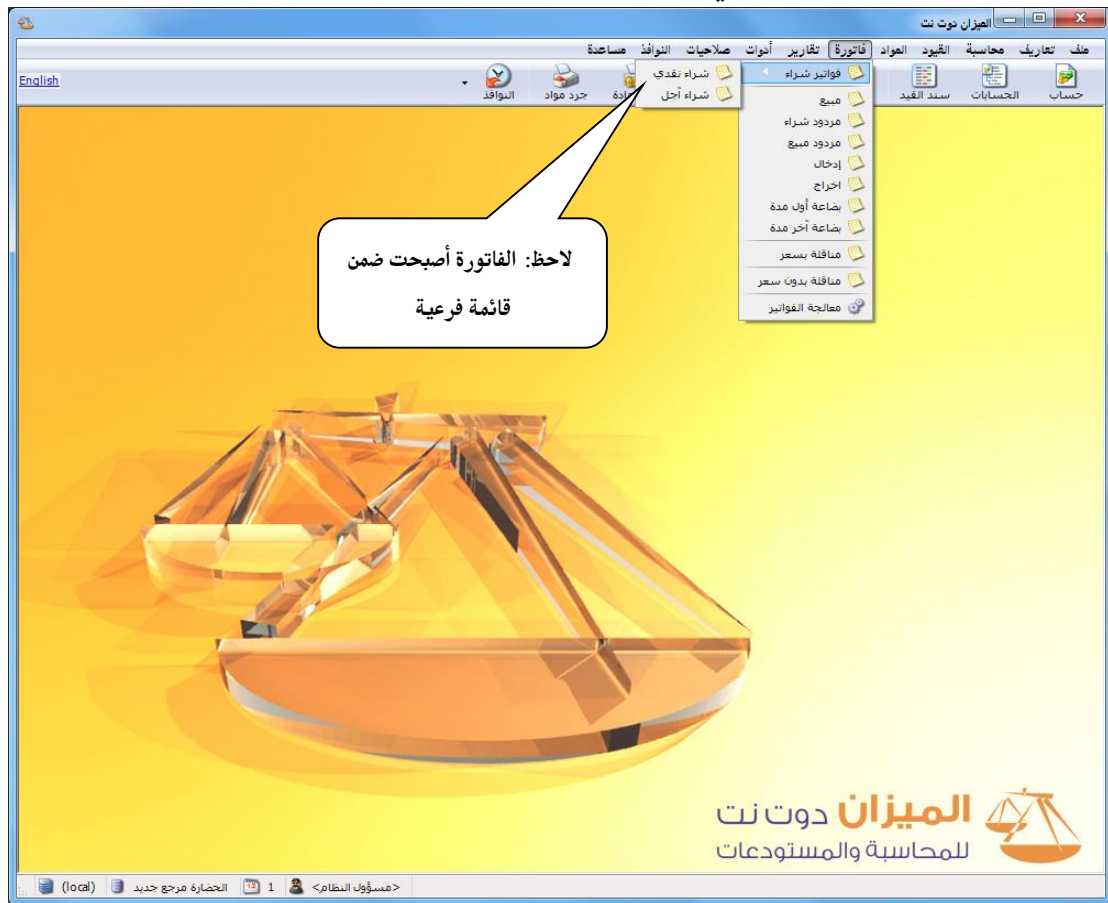 الميزان دوت نت
ملف تعاريف محاسبة القيود المواد فاتورة تقارير أدوات صلاحيات النوافذ مساعدة
حساب الحسابات سند القيد جرد مواد النوافذ
English
فواتير شراء
شراء نقدي
شراء آجل
مبيع
مردود شراء
مردود مبيع
إدخال
اخراج
بضاعة أول مدة
بضاعة آخر مدة
مناقلة بسعر
مناقلة بدون سعر
معالجة الفواتير
لاحظ: الفاتورة أصبحت ضمن
قائمة فرعية
الميزان دوت نت
للمحاسبة والمستودعات
<مسؤول النظام> 1 الحضارة مرجع جديد (local)